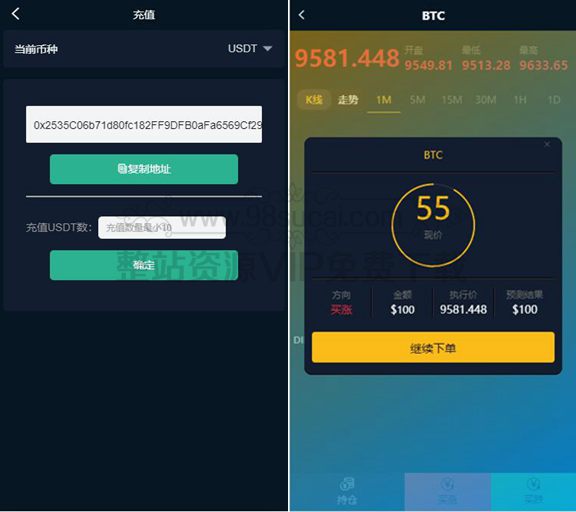 充值
当前币种
USDT
0x2535C06b71d80fc182FF9DFB0aFa6569Cf29
复制地址
充值USDT数:
充值数量最小10
确定
BTC
9581.448
开盘
9549.81
最低
9513.28
最高
9633.65
K线
走势
1M
5M
15M
30M
1H
1D
BTC
55
现价
方向
买涨
金额
$100
执行价
9581.448
预测结果
$100
继续下单
DI
持仓
买涨
买跌
www.98sucai.com
整站资源VIP免费下载